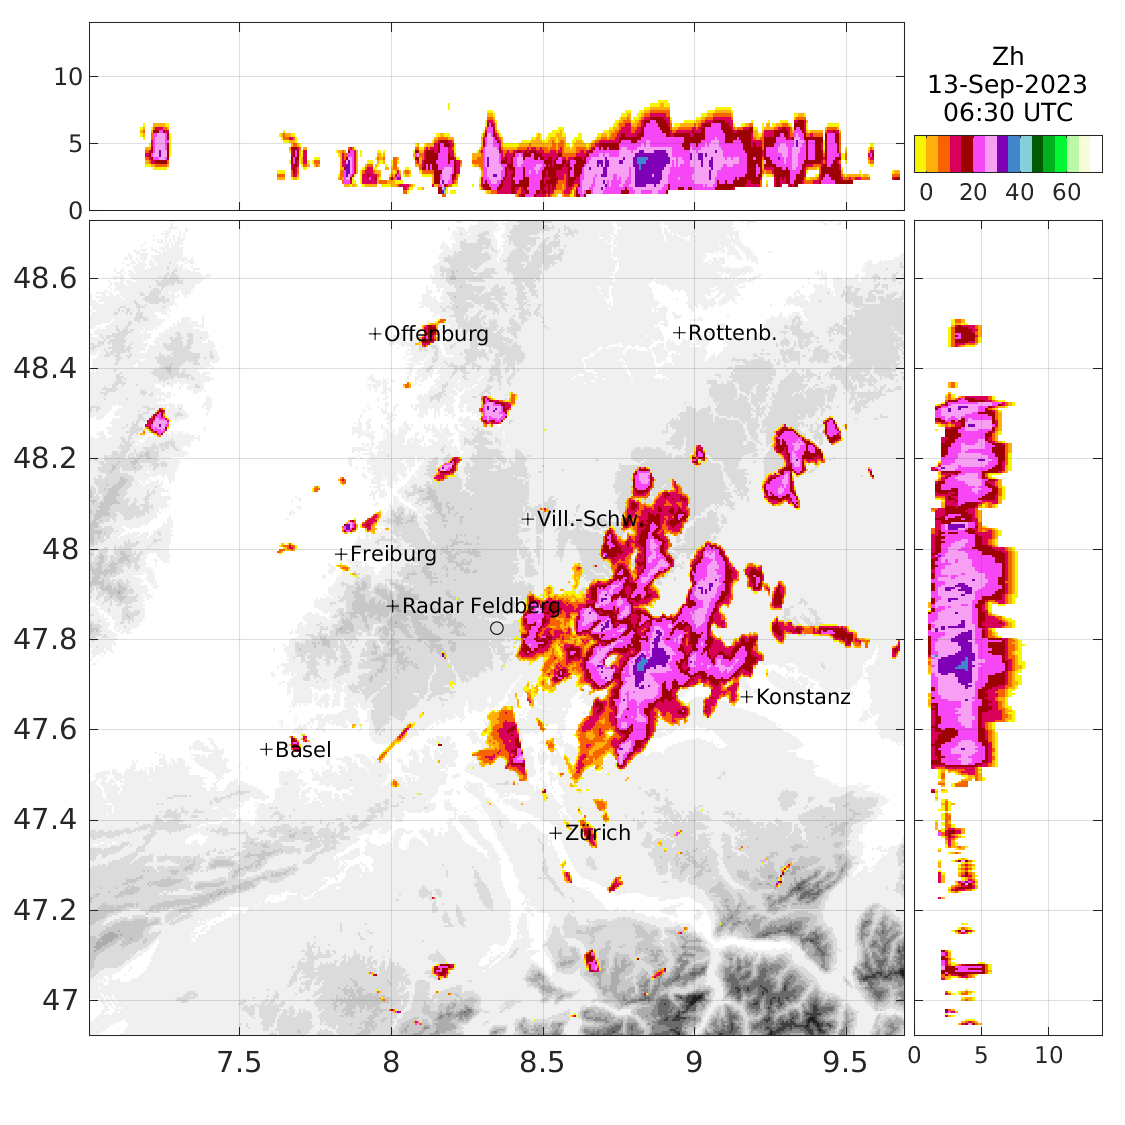 Zh
13-Sep-2023
06:30 UTC
0 20 40 60
10
5
0
48.6
48.4
48.2
48
47.8
47.6
47.4
47.2
47
+Offenburg
+Rottenb.
+Vill.-Schw.
+Freiburg
+Radar Feldberg
+Konstanz
+Basel
+Zürich
7.5 8 8.5 9 9.5
0 5 10